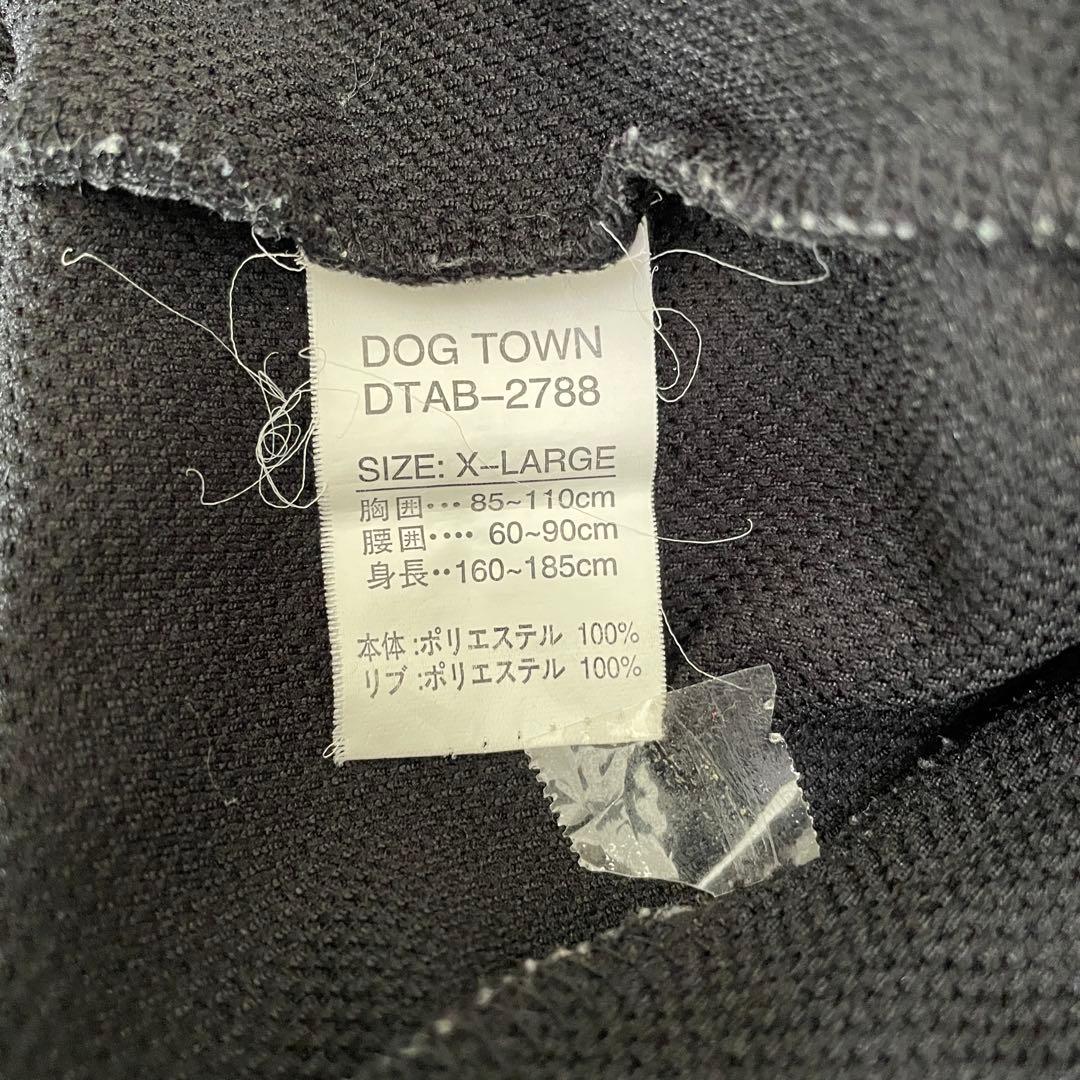 DOG TOWN
DTAB-2788
SIZE: X-LARGE
胸囲・・・85~110cm
腰囲・・・・60~90cm
身長・・160~185cm
本体:ポリエステル 100%
リブ:ポリエステル 100%